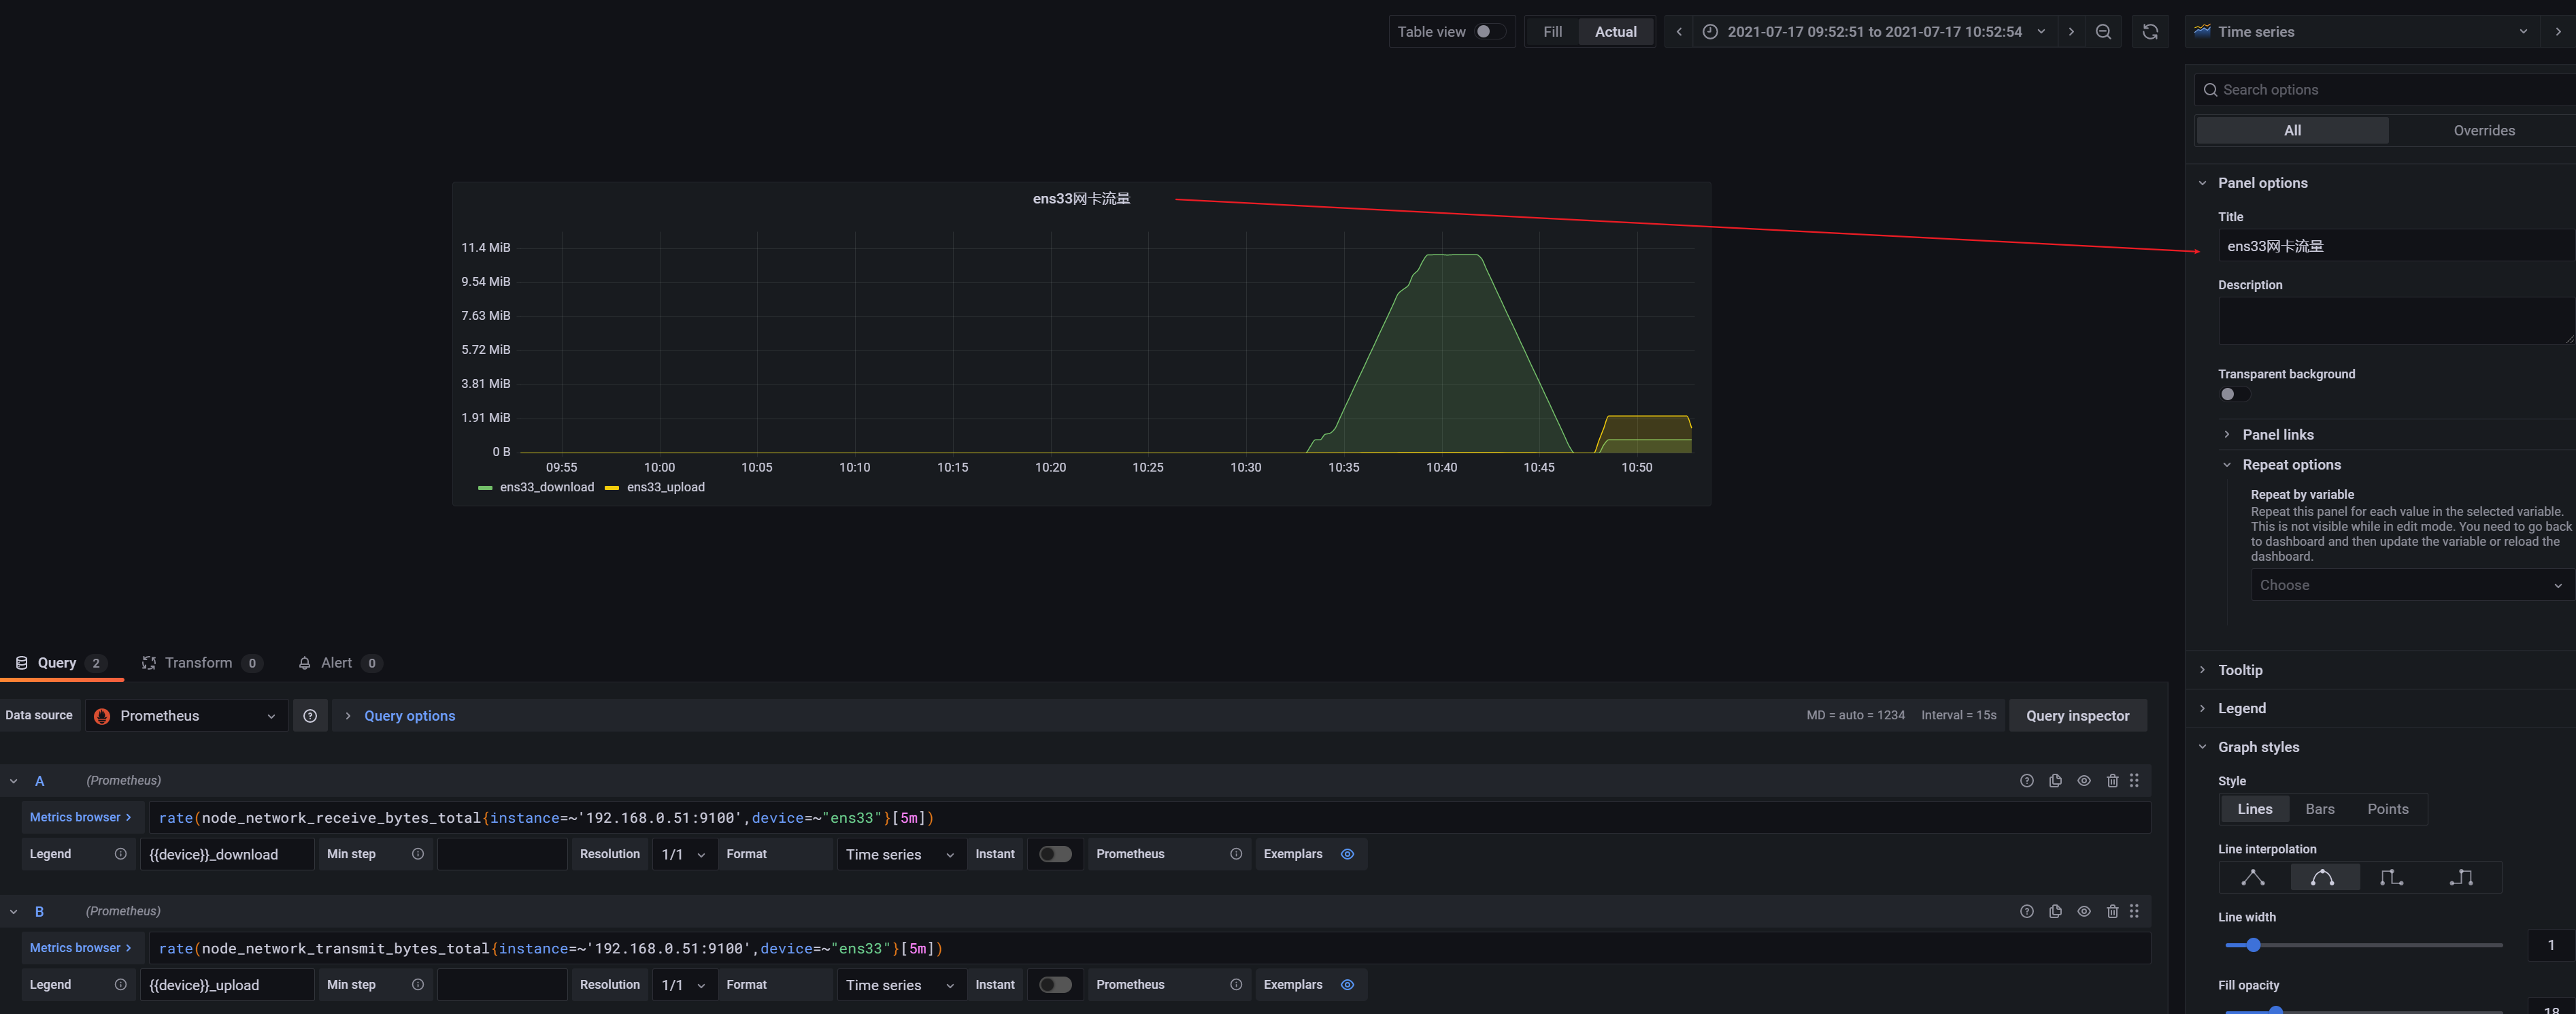 Table view Fill Actual 2021-07-17 09:52:51 to 2021-07-17 10:52:54 Time series
Search options
All Overrides
Panel options
Title
ens33网卡流量
Description
Transparent background
Panel links
Repeat options
Repeat by variable
Repeat this panel for each value in the selected variable.
This is not visible while in edit mode. You need to go back
to dashboard and then update the variable or reload the
dashboard.
Choose
Tooltip
Legend
Graph styles
Style
Lines Bars Points
Line interpolation
Line width
1
Fill opacity
18
ens33网卡流量
11.4 MiB
9.54 MiB
7.63 MiB
5.72 MiB
3.81 MiB
1.91 MiB
0 B
09:55 10:00 10:05 10:10 10:15 10:20 10:25 10:30 10:35 10:40 10:45 10:50
ens33_download ens33_upload
Query 2 Transform 0 Alert 0
Data source Prometheus Query options MD = auto = 1234 Interval = 15s Query inspector
A (Prometheus)
Metrics browser > rate(node_network_receive_bytes_total{instance=~'192.168.0.51:9100',device=~"ens33"}[5m])
Legend {{device}}_download Min step Resolution 1/1 Format Time series Instant Prometheus Exemplars
B (Prometheus)
Metrics browser > rate(node_network_transmit_bytes_total{instance=~'192.168.0.51:9100',device=~"ens33"}[5m])
Legend {{device}}_upload Min step Resolution 1/1 Format Time series Instant Prometheus Exemplars